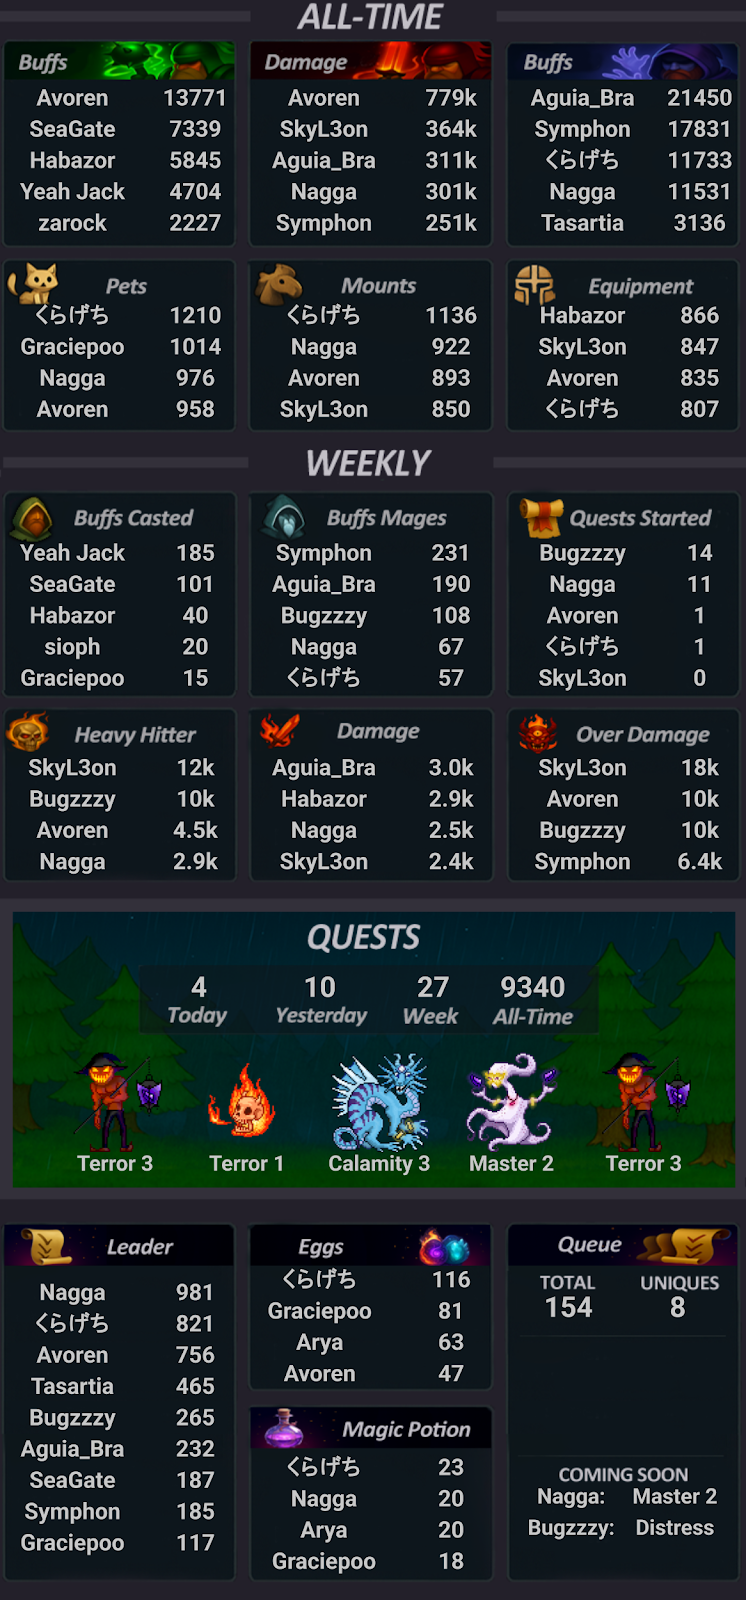 ALL-TIME
Buffs
Avoren 13771
SeaGate 7339
Habazor 5845
Yeah Jack 4704
zarock 2227
Damage
Avoren 779k
SkyL3on 364k
Aguia_Bra 311k
Nagga 301k
Symphon 251k
Buffs
Aguia_Bra 21450
Symphon 17831
くらげち 11733
Nagga 11531
Tasartia 3136
Pets
くらげち 1210
Graciepoo 1014
Nagga 976
Avoren 958
Mounts
くらげち 1136
Nagga 922
Avoren 893
SkyL3on 850
Equipment
Habazor 866
SkyL3on 847
Avoren 835
くらげち 807
WEEKLY
Buffs Casted
Yeah Jack 185
SeaGate 101
Habazor 40
sioph 20
Graciepoo 15
Buffs Mages
Symphon 231
Aguia_Bra 190
Bugzzzy 108
Nagga 67
くらげち 57
Quests Started
Bugzzzy 14
Nagga 11
Avoren 1
くらげち 1
SkyL3on 0
Heavy Hitter
SkyL3on 12k
Bugzzzy 10k
Avoren 4.5k
Nagga 2.9k
Damage
Aguia_Bra 3.0k
Habazor 2.9k
Nagga 2.5k
SkyL3on 2.4k
Over Damage
SkyL3on 18k
Avoren 10k
Bugzzzy 10k
Symphon 6.4k
QUESTS
4 10 27 9340
Today Yesterday Week All-Time
Terror 3 Terror 1 Calamity 3 Master 2 Terror 3
Leader
Nagga 981
くらげち 821
Avoren 756
Tasartia 465
Bugzzzy 265
Aguia_Bra 232
SeaGate 187
Symphon 185
Graciepoo 117
Eggs
くらげち 116
Graciepoo 81
Arya 63
Avoren 47
Magic Potion
くらげち 23
Nagga 20
Arya 20
Graciepoo 18
Queue
TOTAL UNIQUES
154 8
COMING SOON
Nagga: Master 2
Bugzzzy: Distress